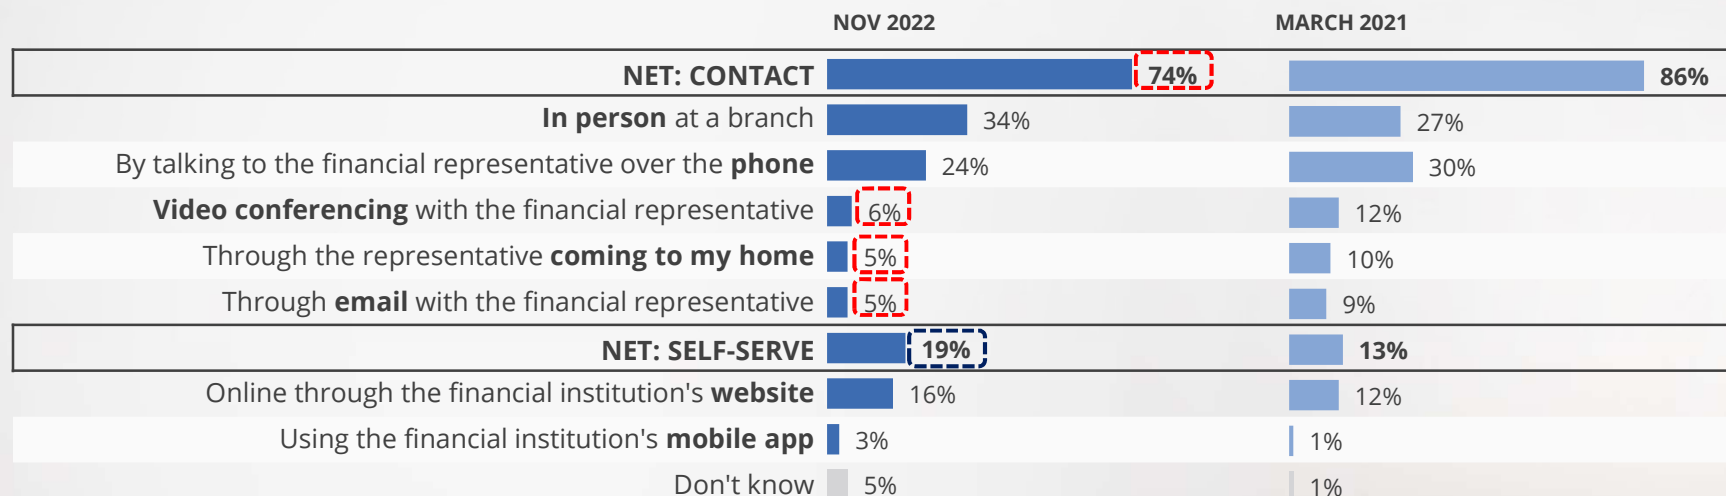 NOV 2022 MARCH 2021
NET: CONTACT 74% 86%
In person at a branch 34% 27%
By talking to the financial representative over the phone 24% 30%
Video conferencing with the financial representative 6% 12%
Through the representative coming to my home 5% 10%
Through email with the financial representative 5% 9%
NET: SELF-SERVE 19% 13%
Online through the financial institution's website 16% 12%
Using the financial institution's mobile app 3% 1%
Don't know 5% 1%